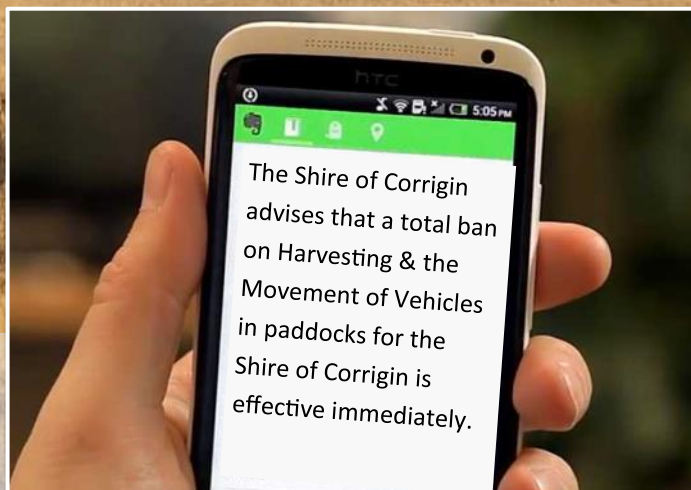 hTC
5:05 PM
The Shire of Corrigin
advises that a total ban
on Harvesting & the
Movement of Vehicles
in paddocks for the
Shire of Corrigin is
effective immediately.